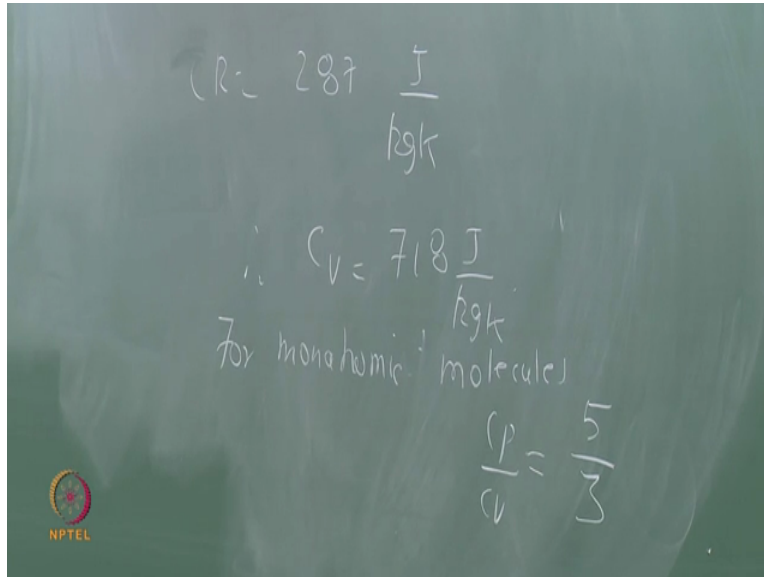 R = 287 J/kgK
∴ Cv = 718 J/kgK
For monatomic molecules
Cp/Cv = 5/3
NPTEL